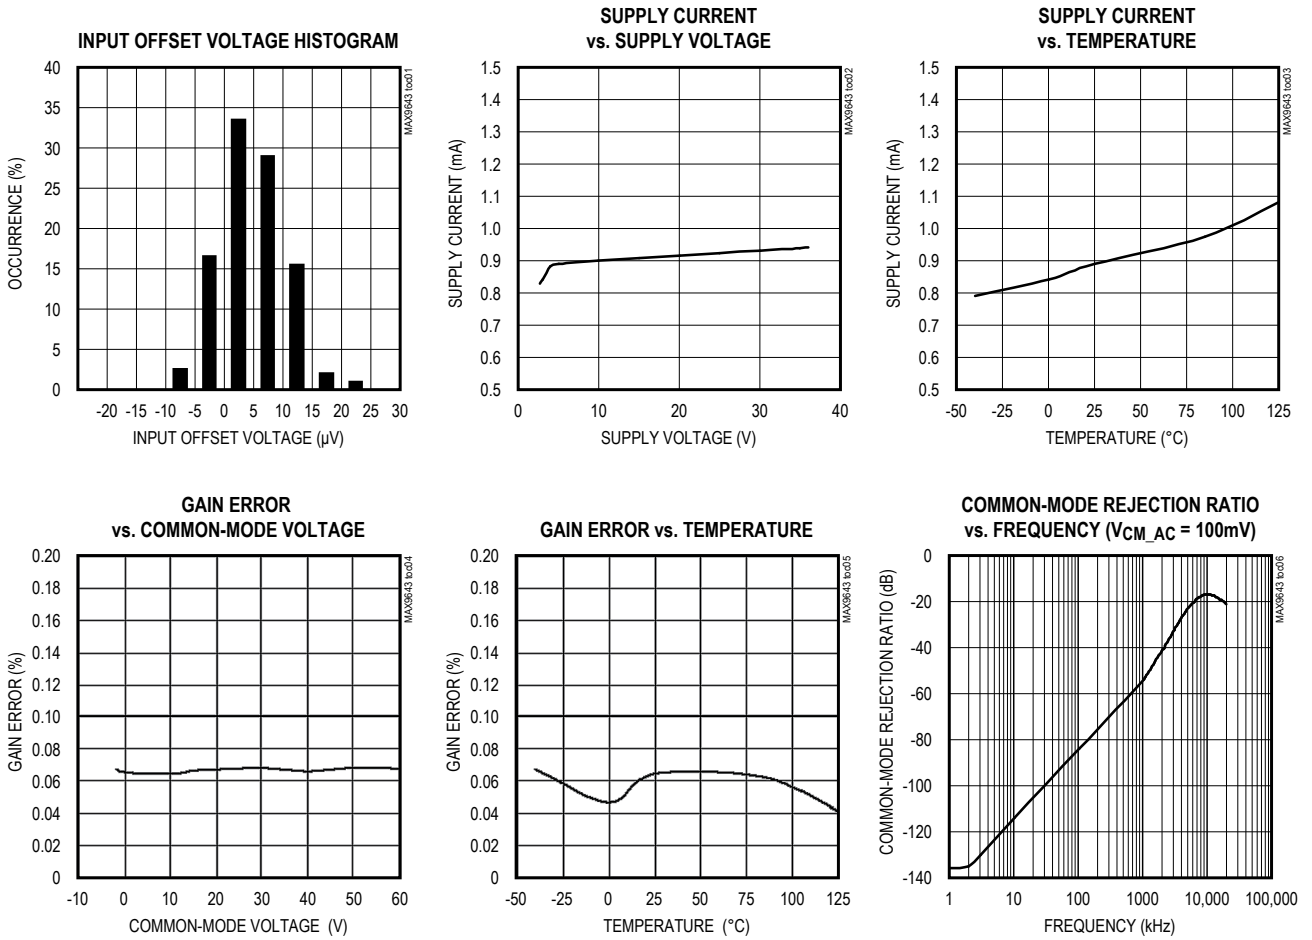 INPUT OFFSET VOLTAGE HISTOGRAM
40
35
30
25
20
15
10
5
0
OCCURRENCE (%)
-20 -15 -10 -5 0 5 10 15 20 25 30
INPUT OFFSET VOLTAGE (µV)
MAX9643 toc01
SUPPLY CURRENT
vs. SUPPLY VOLTAGE
1.5
1.4
1.3
1.2
1.1
1.0
0.9
0.8
0.7
0.6
0.5
SUPPLY CURRENT (mA)
0 10 20 30 40
SUPPLY VOLTAGE (V)
MAX9643 toc02
SUPPLY CURRENT
vs. TEMPERATURE
1.5
1.4
1.3
1.2
1.1
1.0
0.9
0.8
0.7
0.6
0.5
SUPPLY CURRENT (mA)
-50 -25 0 25 50 75 100 125
TEMPERATURE (°C)
MAX9643 toc03
GAIN ERROR
vs. COMMON-MODE VOLTAGE
0.20
0.18
0.16
0.14
0.12
0.10
0.08
0.06
0.04
0.02
0
GAIN ERROR (%)
-10 0 10 20 30 40 50 60
COMMON-MODE VOLTAGE (V)
MAX9643 toc04
GAIN ERROR vs. TEMPERATURE
0.20
0.18
0.16
0.14
0.12
0.10
0.08
0.06
0.04
0.02
0
GAIN ERROR (%)
-50 -25 0 25 50 75 100 125
TEMPERATURE (°C)
MAX9643 toc05
COMMON-MODE REJECTION RATIO
vs. FREQUENCY (VCM_AC = 100mV)
0
-20
-40
-60
-80
-100
-120
-140
COMMON-MODE REJECTION RATIO (dB)
1 10 100 1000 10,000 100,000
FREQUENCY (kHz)
MAX9643 toc06